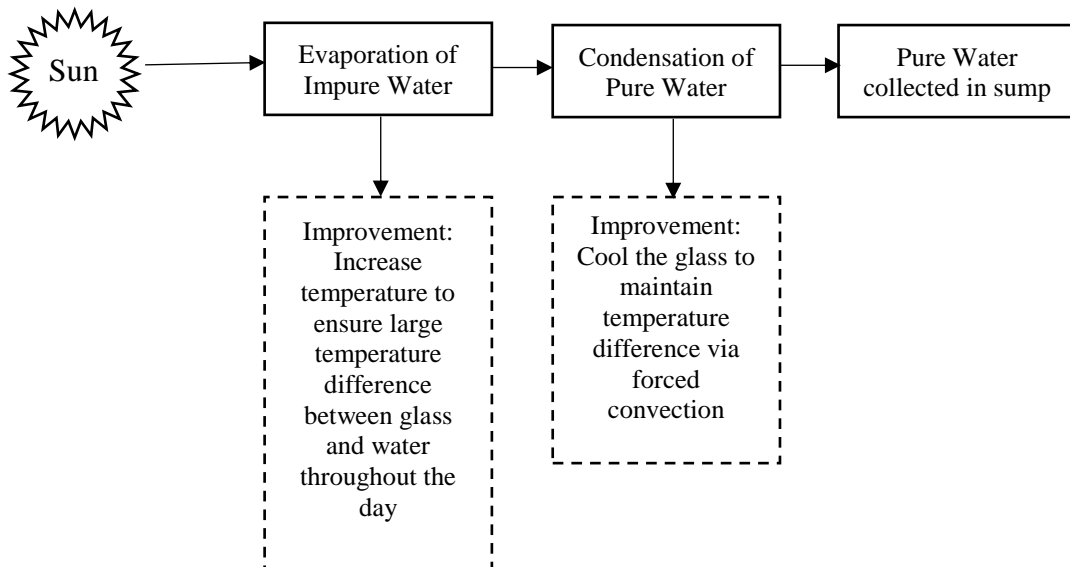 Sun
Evaporation of
Impure Water
Condensation of
Pure Water
Pure Water
collected in sump
Improvement:
Increase
temperature to
ensure large
temperature
difference
between glass
and water
throughout the
day
Improvement:
Cool the glass to
maintain
temperature
difference via
forced
convection